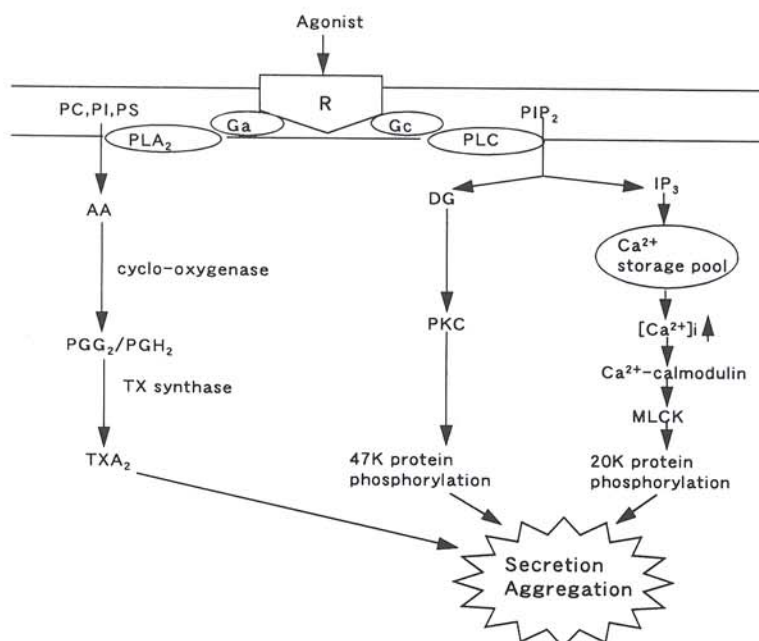 Agonist
R
PC,PI,PS
Ga
Gc
PIP₂
PLA₂
PLC
AA
DG
IP₃
Ca²⁺
storage pool
cyclo-oxygenase
PKC
[Ca²⁺]i
PGG₂/PGH₂
Ca²⁺-calmodulin
TX synthase
MLCK
TXA₂
47K protein
phosphorylation
20K protein
phosphorylation
Secretion
Aggregation